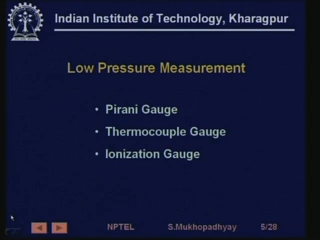 Indian Institute of Technology, Kharagpur
Low Pressure Measurement
• Pirani Gauge
• Thermocouple Gauge
• Ionization Gauge
NPTEL S.Mukhopadhyay 5/28